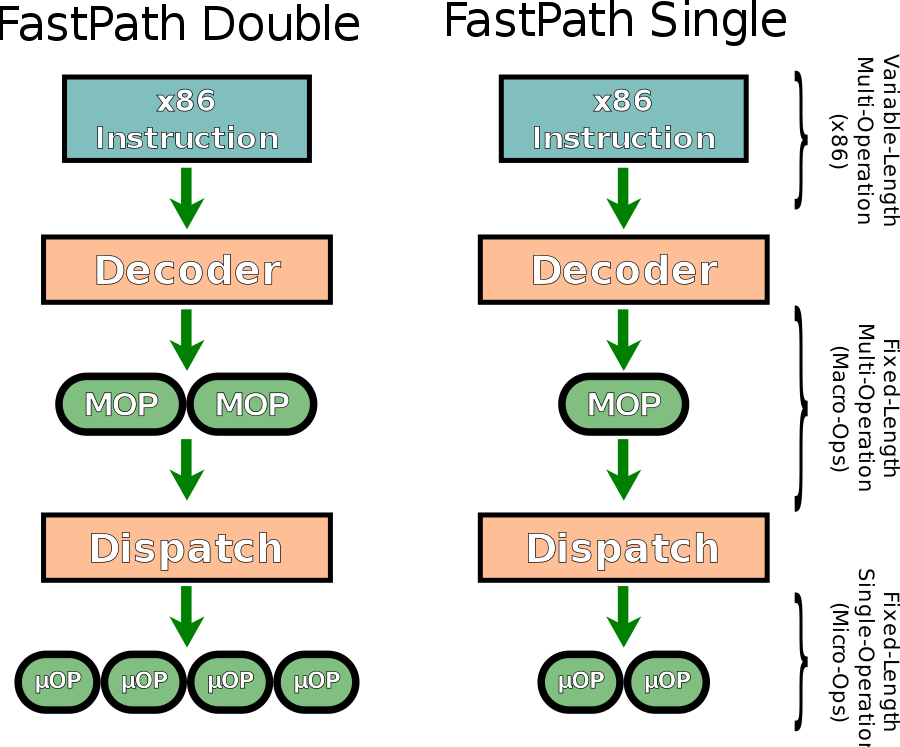 FastPath Double
x86
Instruction
Decoder
MOP MOP
Dispatch
µOP µOP µOP µOP
FastPath Single
x86
Instruction
Decoder
MOP
Dispatch
µOP µOP
Variable-Length
Multi-Operation
(x86)
Fixed-Length
Multi-Operation
(Macro-Ops)
Fixed-Length
Single-Operation
(Micro-Ops)